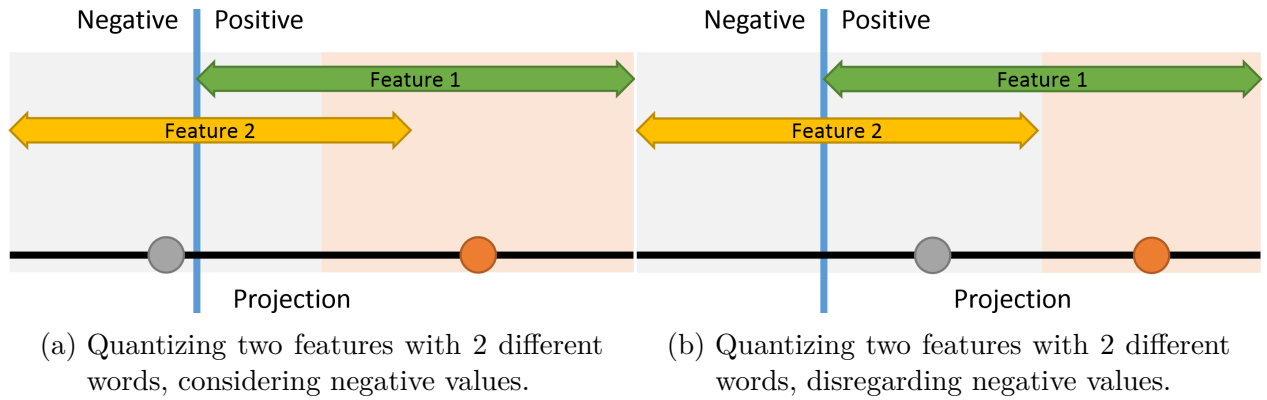 Negative Positive
Feature 1
Feature 2
Projection
(a) Quantizing two features with 2 different
words, considering negative values.
Negative Positive
Feature 1
Feature 2
Projection
(b) Quantizing two features with 2 different
words, disregarding negative values.